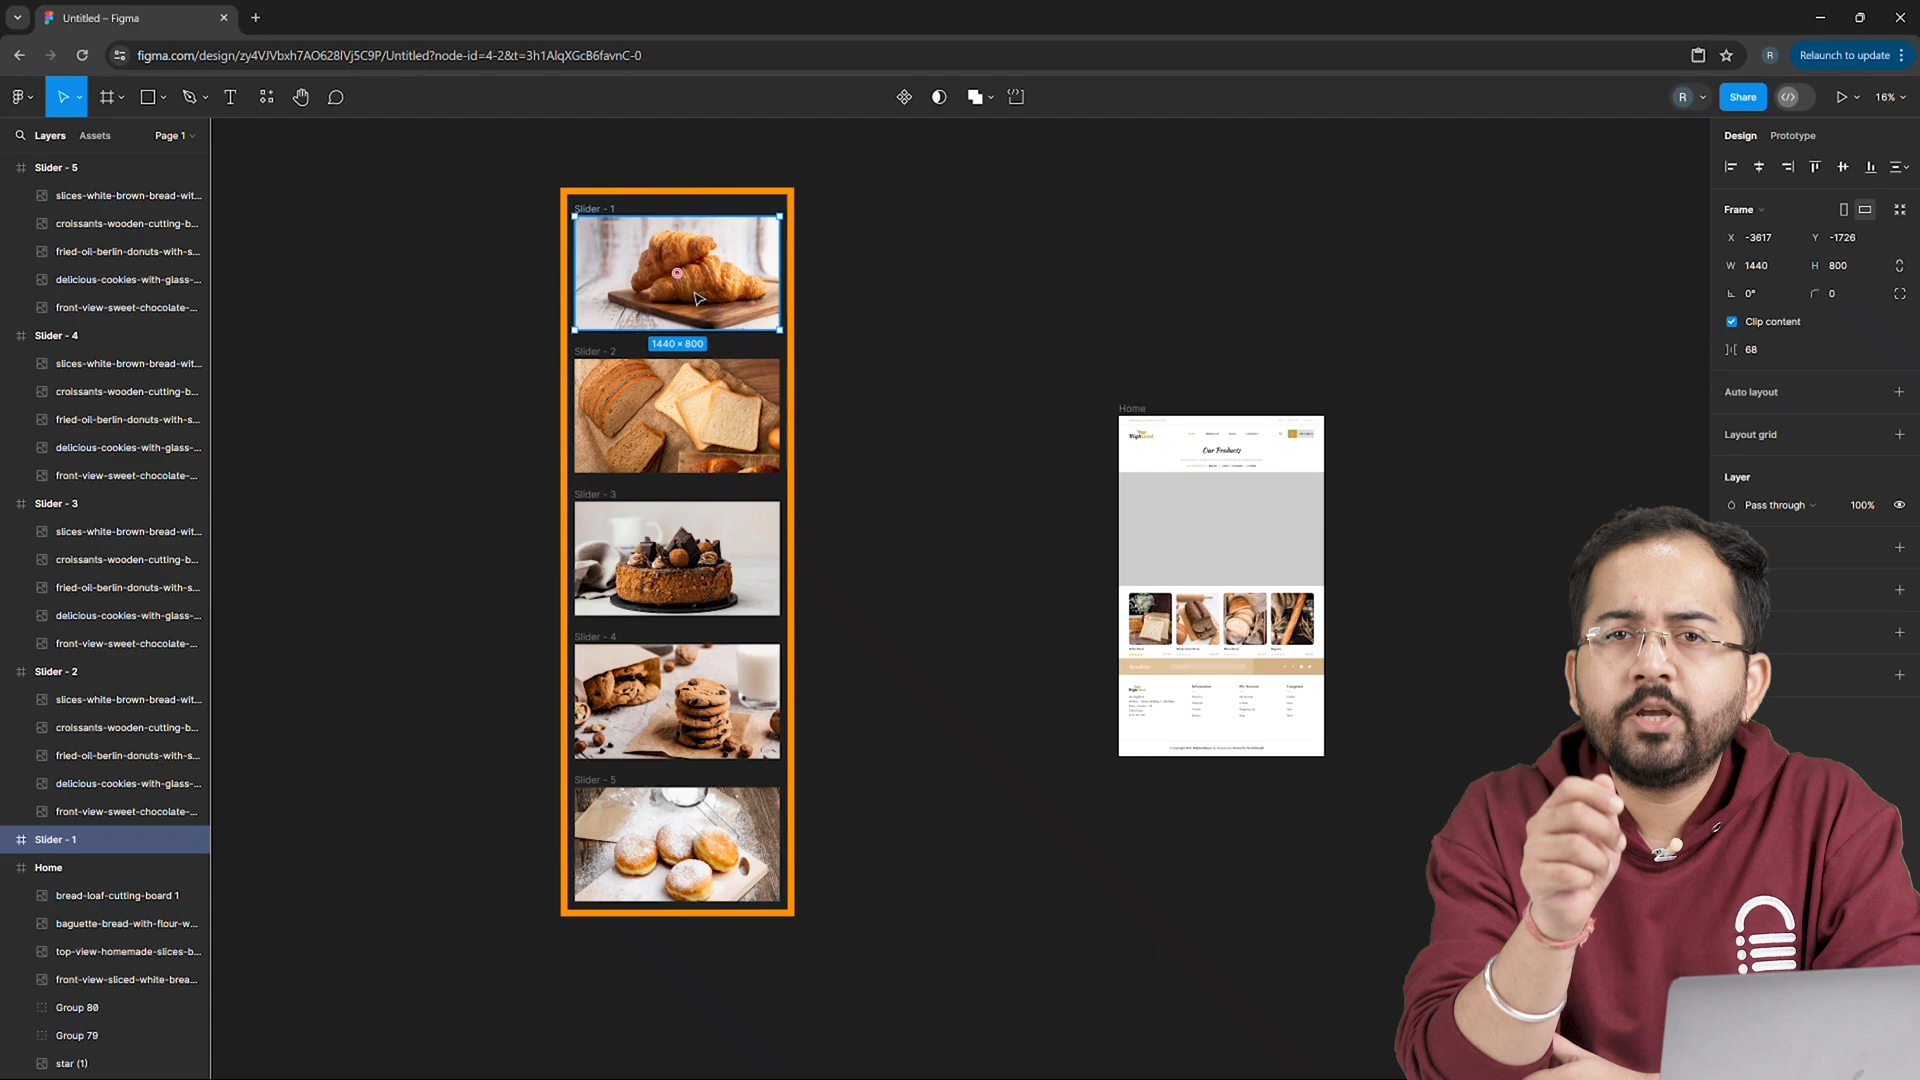 Untitled – Figma
figma.com/design/zy4VJVbxh7AO628lVj5C9P/Untitled?node-id=4-2&t=3h1AlqXGcB6favnC-0
R
Relaunch to update
R
Share
16%
Layers
Assets
Page 1
Slider - 5
slices-white-brown-bread-wit...
croissants-wooden-cutting-b...
fried-oil-berlin-donuts-with-s...
delicious-cookies-with-glass-...
front-view-sweet-chocolate-...
Slider - 4
slices-white-brown-bread-wit...
croissants-wooden-cutting-b...
fried-oil-berlin-donuts-with-s...
delicious-cookies-with-glass-...
front-view-sweet-chocolate-...
Slider - 3
slices-white-brown-bread-wit...
croissants-wooden-cutting-b...
fried-oil-berlin-donuts-with-s...
delicious-cookies-with-glass-...
front-view-sweet-chocolate-...
Slider - 2
slices-white-brown-bread-wit...
croissants-wooden-cutting-b...
fried-oil-berlin-donuts-with-s...
delicious-cookies-with-glass-...
front-view-sweet-chocolate-...
Slider - 1
Home
bread-loaf-cutting-board 1
baguette-bread-with-flour-w...
top-view-homemade-slices-b...
front-view-sliced-white-brea...
Group 80
Group 79
star (1)
Slider - 1
1440 × 800
Slider - 2
Slider - 3
Slider - 4
Slider - 5
Home
Our Products
Information
My Account
Categories
Design
Prototype
Frame
X -3617
Y -1726
W 1440
H 800
0°
0
Clip content
68
Auto layout
Layout grid
Layer
Pass through
100%